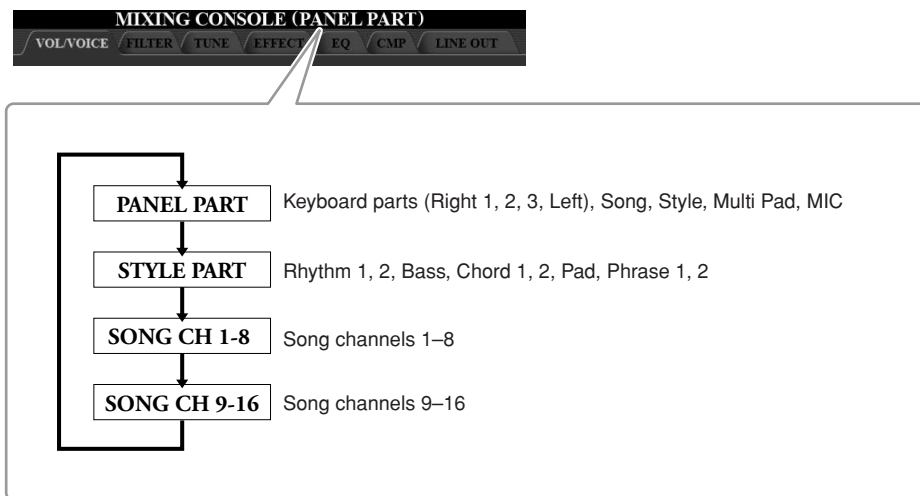 MIXING CONSOLE (PANEL PART)
VOL/VOICE FILTER TUNE EFFECT EQ CMP LINE OUT
PANEL PART Keyboard parts (Right 1, 2, 3, Left), Song, Style, Multi Pad, MIC
STYLE PART Rhythm 1, 2, Bass, Chord 1, 2, Pad, Phrase 1, 2
SONG CH 1-8 Song channels 1–8
SONG CH 9-16 Song channels 9–16